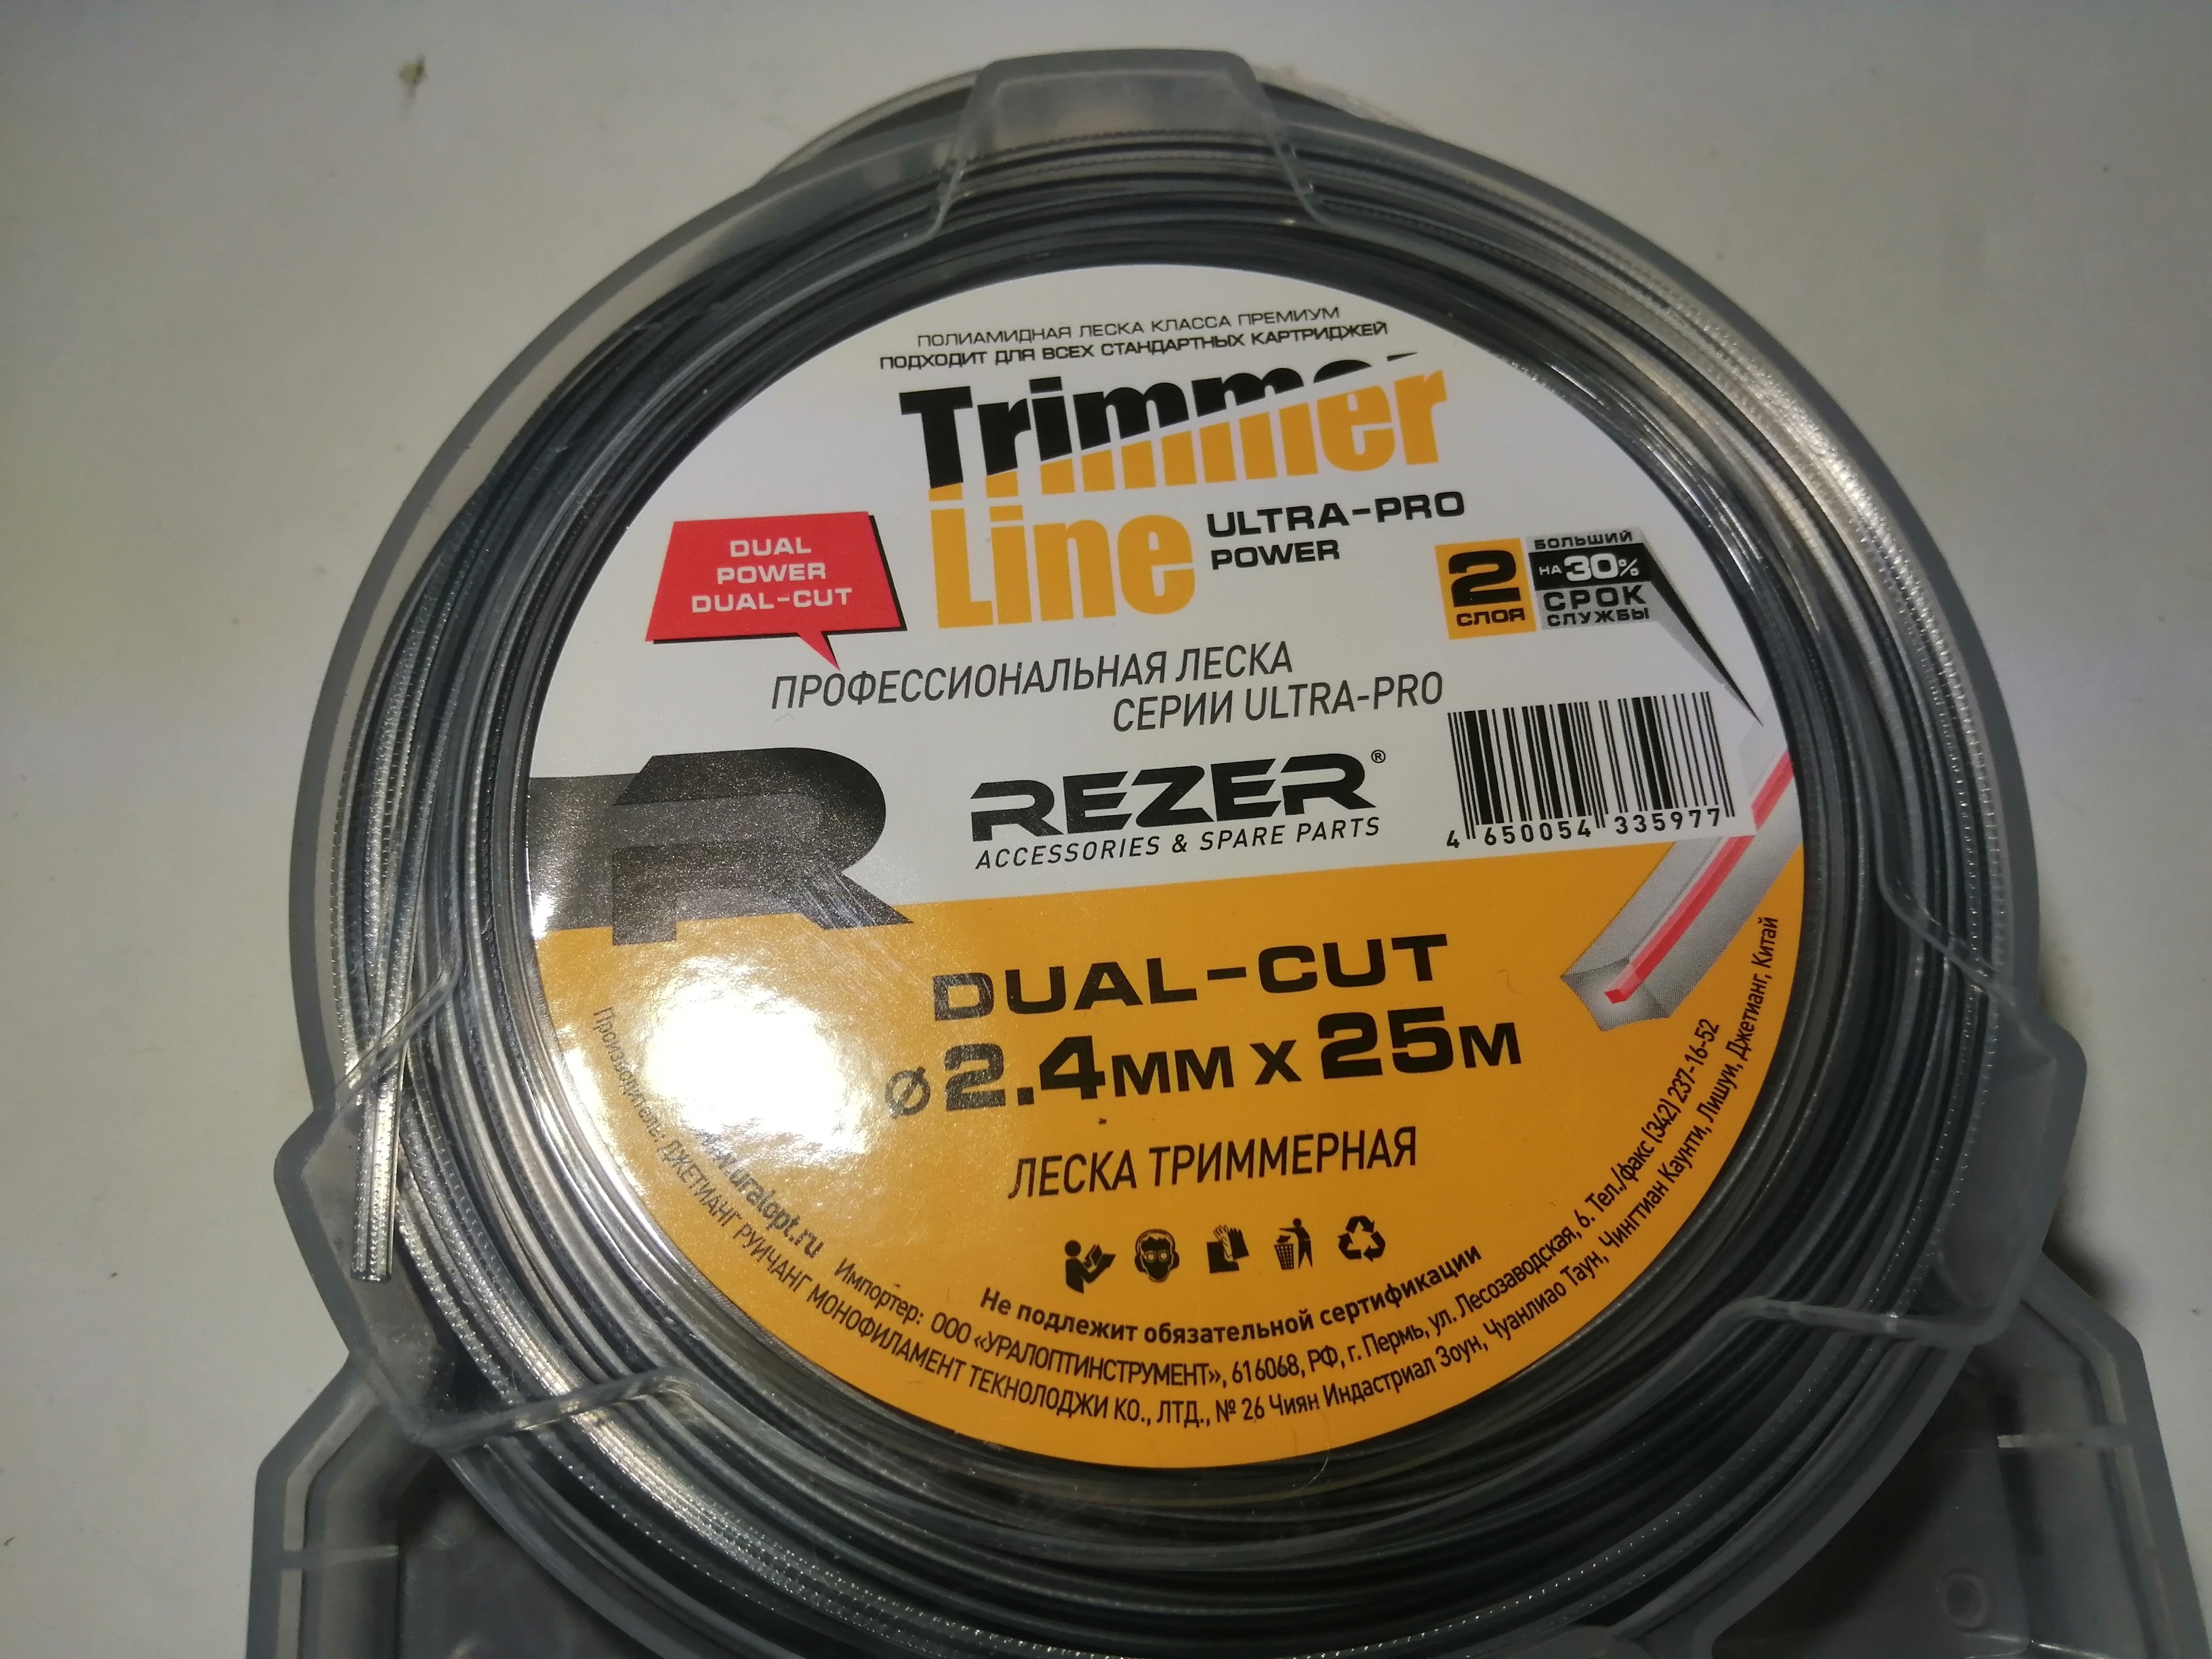 ПОЛИАМИДНАЯ ЛЕСКА КЛАССА ПРЕМИУМ
ПОДХОДИТ ДЛЯ ВСЕХ СТАНДАРТНЫХ КАРТРИДЖЕЙ
Trimmer
Line
ULTRA-PRO
POWER
DUAL
POWER
DUAL-CUT
2
СЛОЯ
БОЛЬШИЙ
НА 30%
СРОК
СЛУЖБЫ
ПРОФЕССИОНАЛЬНАЯ ЛЕСКА
СЕРИИ ULTRA-PRO
R
REZER®
ACCESSORIES & SPARE PARTS
4 650054 335977
DUAL-CUT
Ø 2.4ММ X 25М
ЛЕСКА ТРИММЕРНАЯ
Не подлежит обязательной сертификации
www.uralopt.ru Импортер: ООО «УРАЛОПТИНСТРУМЕНТ», 616068, РФ, г. Пермь, ул. Лесозаводская, 6. Тел./факс (342) 237-16-52
Производитель: ДЖЕТИАНГ РУИЧАНГ МОНОФИЛАМЕНТ ТЕКНОЛОДЖИ КО., ЛТД., № 26 Чиян Индастриал Зоун, Чуанлиао Таун, Чингтиан Каунти, Лишуи, Джетианг, Китай